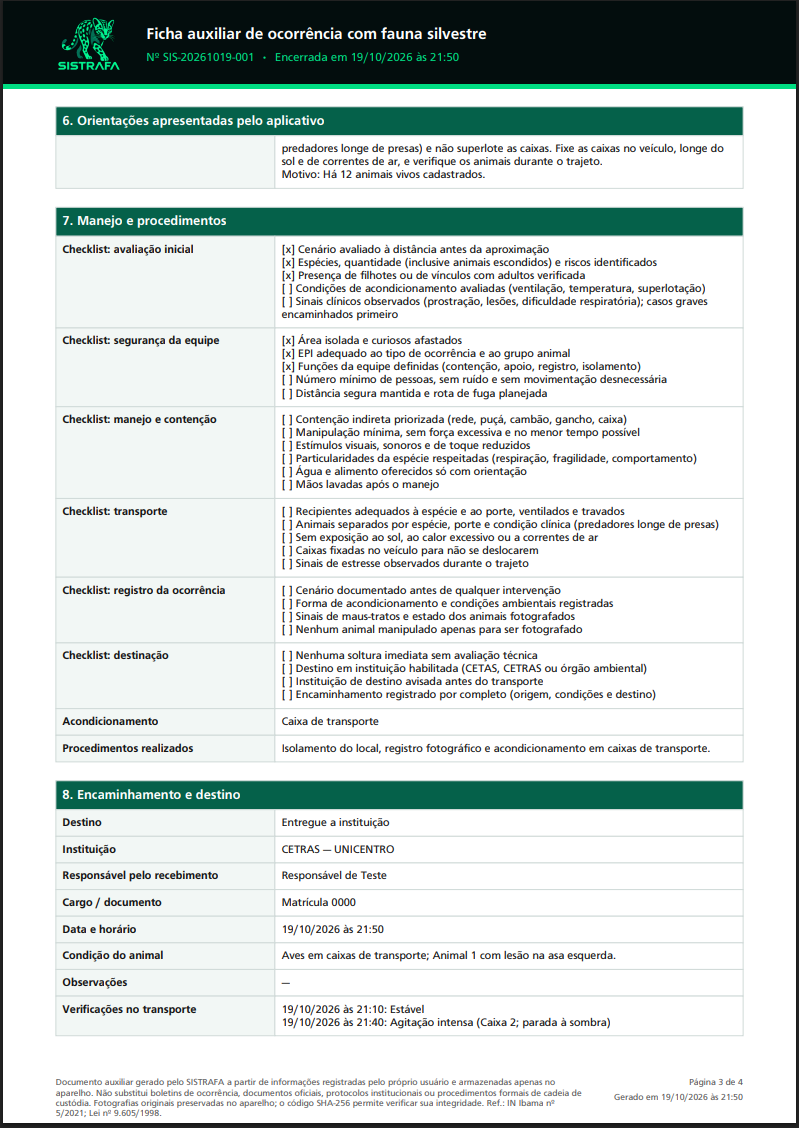 Ficha auxiliar de ocorrência com fauna silvestre
SISTRAFA
Nº SIS-20261019-001 · Encerrada em 19/10/2026 às 21:50
6. Orientações apresentadas pelo aplicativo
predadores longe de presas) e não superlote as caixas. Fixe as caixas no veículo, longe do
sol e de correntes de ar, e verifique os animais durante o trajeto.
Motivo: Há 12 animais vivos cadastrados.
7. Manejo e procedimentos
Checklist: avaliação inicial
[x] Cenário avaliado à distância antes da aproximação
[x] Espécies, quantidade (inclusive animais escondidos) e riscos identificados
[x] Presença de filhotes ou de vínculos com adultos verificada
[ ] Condições de acondicionamento avaliadas (ventilação, temperatura, superlotação)
[ ] Sinais clínicos observados (prostração, lesões, dificuldade respiratória); casos graves
encaminhados primeiro
Checklist: segurança da equipe
[x] Área isolada e curiosos afastados
[x] EPI adequado ao tipo de ocorrência e ao grupo animal
[x] Funções da equipe definidas (contenção, apoio, registro, isolamento)
[ ] Número mínimo de pessoas, sem ruído e sem movimentação desnecessária
[ ] Distância segura mantida e rota de fuga planejada
Checklist: manejo e contenção
[ ] Contenção indireta priorizada (rede, puçá, cambão, gancho, caixa)
[ ] Manipulação mínima, sem força excessiva e no menor tempo possível
[ ] Estímulos visuais, sonoros e de toque reduzidos
[ ] Particularidades da espécie respeitadas (respiração, fragilidade, comportamento)
[ ] Água e alimento oferecidos só com orientação
[ ] Mãos lavadas após o manejo
Checklist: transporte
[ ] Recipientes adequados à espécie e ao porte, ventilados e travados
[ ] Animais separados por espécie, porte e condição clínica (predadores longe de presas)
[ ] Sem exposição ao sol, ao calor excessivo ou a correntes de ar
[ ] Caixas fixadas no veículo para não se deslocarem
[ ] Sinais de estresse observados durante o trajeto
Checklist: registro da ocorrência
[ ] Cenário documentado antes de qualquer intervenção
[ ] Forma de acondicionamento e condições ambientais registradas
[ ] Sinais de maus-tratos e estado dos animais fotografados
[ ] Nenhum animal manipulado apenas para ser fotografado
Checklist: destinação
[ ] Nenhuma soltura imediata sem avaliação técnica
[ ] Destino em instituição habilitada (CETAS, CETRAS ou órgão ambiental)
[ ] Instituição de destino avisada antes do transporte
[ ] Encaminhamento registrado por completo (origem, condições e destino)
Acondicionamento
Caixa de transporte
Procedimentos realizados
Isolamento do local, registro fotográfico e acondicionamento em caixas de transporte.
8. Encaminhamento e destino
Destino
Entregue a instituição
Instituição
CETRAS — UNICENTRO
Responsável pelo recebimento
Responsável de Teste
Cargo / documento
Matrícula 0000
Data e horário
19/10/2026 às 21:50
Condição do animal
Aves em caixas de transporte; Animal 1 com lesão na asa esquerda.
Observações
—
Verificações no transporte
19/10/2026 às 21:10: Estável
19/10/2026 às 21:40: Agitação intensa (Caixa 2; parada à sombra)
Documento auxiliar gerado pelo SISTRAFA a partir de informações registradas pelo próprio usuário e armazenadas apenas no
aparelho. Não substitui boletins de ocorrência, documentos oficiais, protocolos institucionais ou procedimentos formais de cadeia de
custódia. Fotografias originais preservadas no aparelho; o código SHA-256 permite verificar sua integridade. Ref.: IN Ibama nº
5/2021; Lei nº 9.605/1998.
Página 3 de 4
Gerado em 19/10/2026 às 21:50